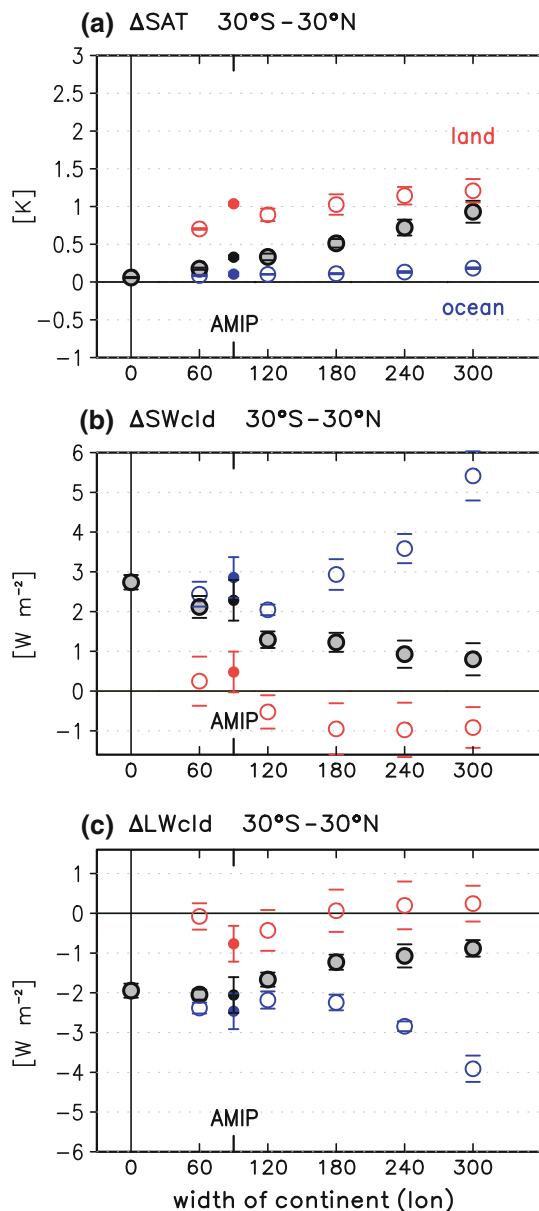 (a) ΔSAT 30°S-30°N
3
2.5
2
1.5
1
0.5
0
-0.5
-1
[K]
land
ocean
AMIP
0 60 120 180 240 300
(b) ΔSWcld 30°S-30°N
6
5
4
3
2
1
0
-1
[W m⁻²]
AMIP
0 60 120 180 240 300
(c) ΔLWcld 30°S-30°N
1
0
-1
-2
-3
-4
-5
-6
[W m⁻²]
AMIP
0 60 120 180 240 300
width of continent (lon)